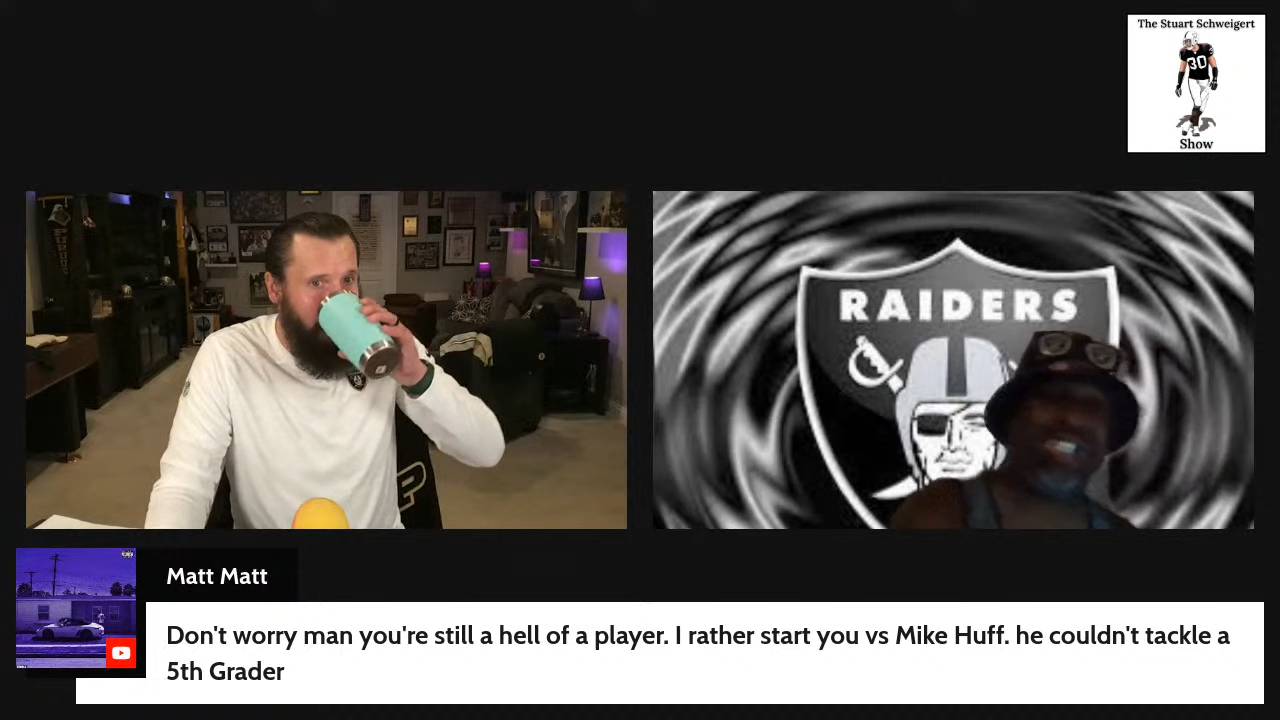 The Stuart Schweigert
30
Show
PURDUE
RAIDERS
P
Matt Matt
Don't worry man you're still a hell of a player. I rather start you vs Mike Huff. he couldn't tackle a
5th Grader